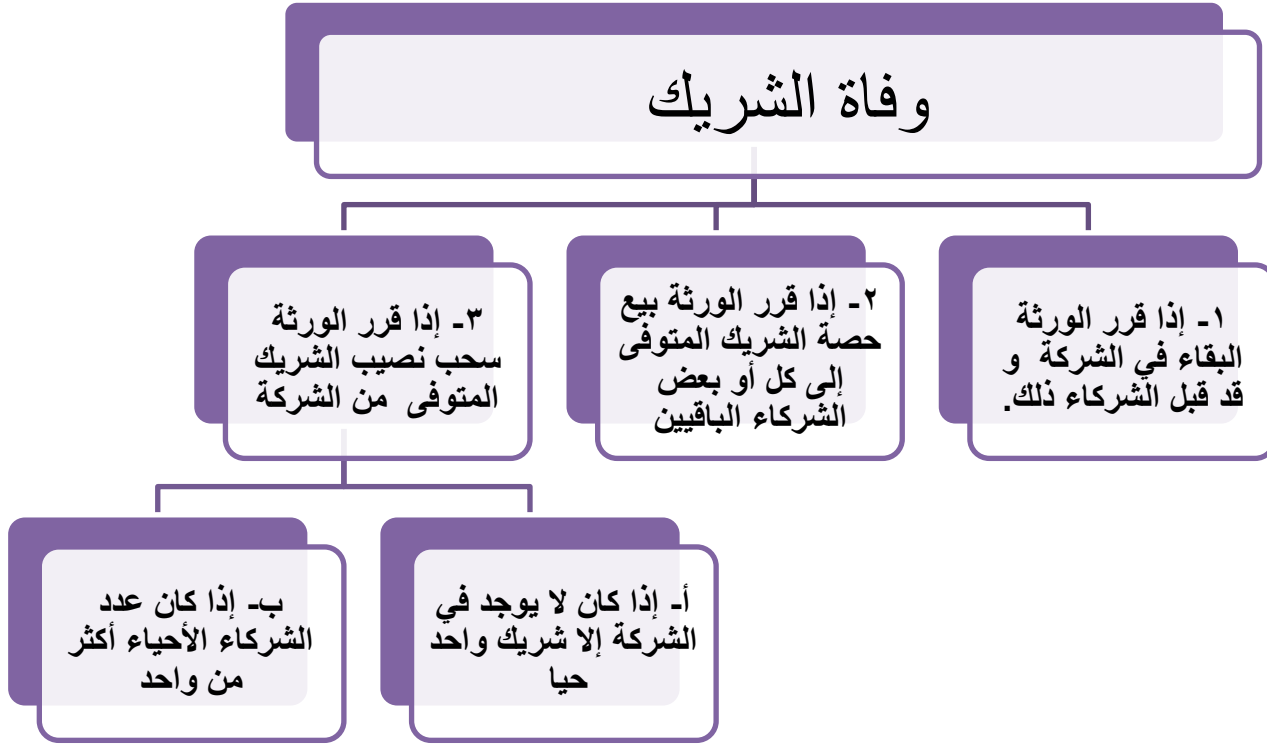 وفاة الشريك
١- إذا قرر الورثة
البقاء في الشركة و
قد قبل الشركاء ذلك.
٢- إذا قرر الورثة بيع
حصة الشريك المتوفى
إلى كل أو بعض
الشركاء الباقيين
٣- إذا قرر الورثة
سحب نصيب الشريك
المتوفى من الشركة
أ- إذا كان لا يوجد في
الشركة إلا شريك واحد
حيا
ب- إذا كان عدد
الشركاء الأحياء أكثر
من واحد